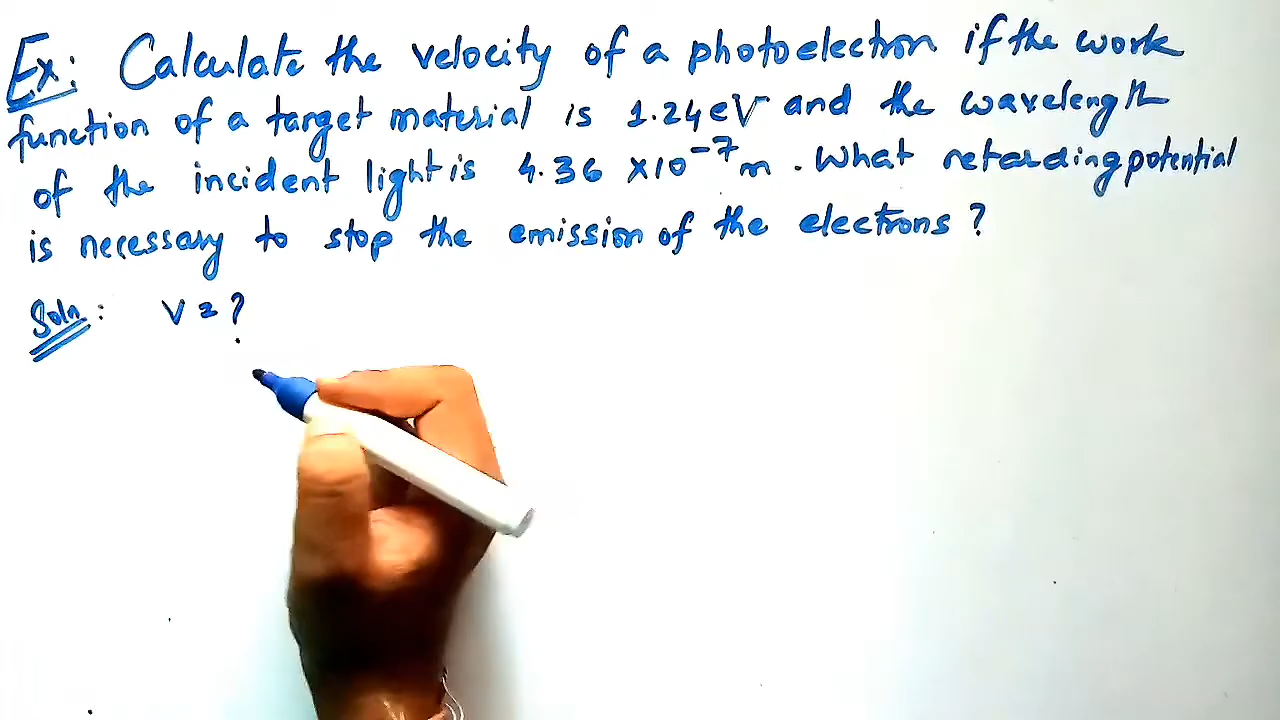 Ex: Calculate the velocity of a photoelectron if the work
function of a target material is 1.24eV and the wavelength
of the incident light is 4.36 ×10⁻⁷m. What retarding potential
is necessary to stop the emission of the electrons?
Soln: V = ?